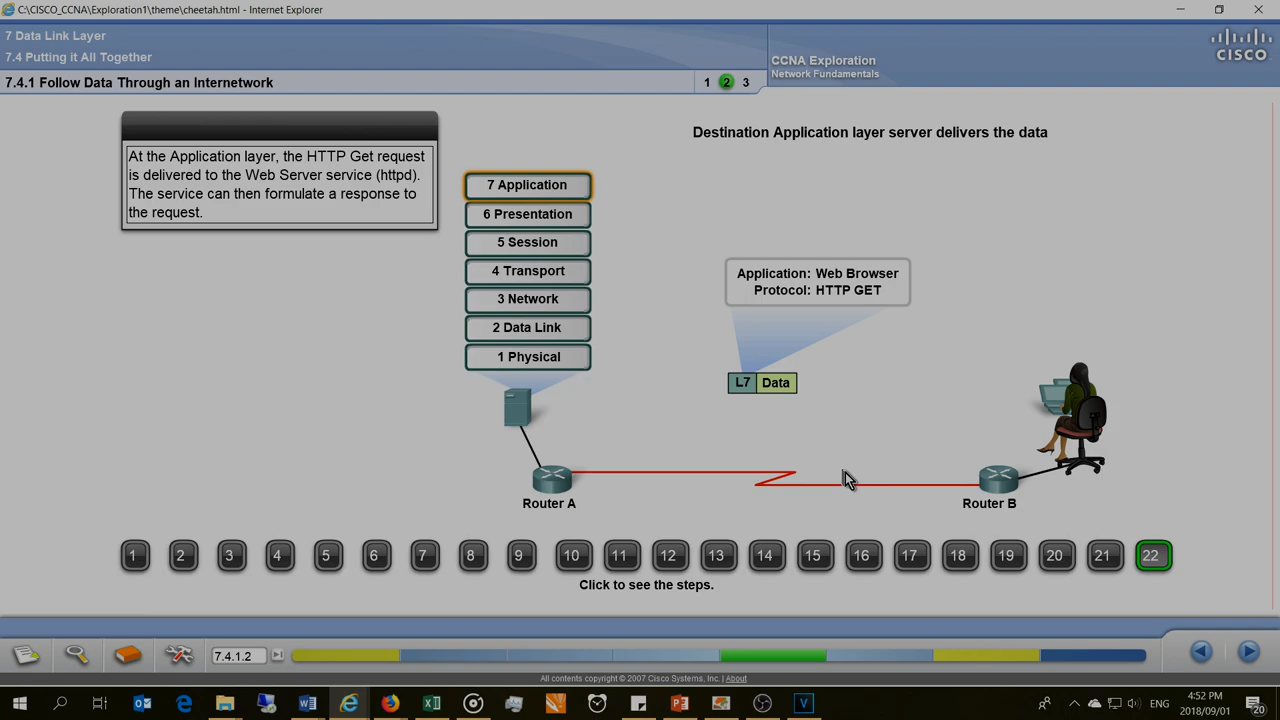 C:\CISCO_CCNA\Exploration1\theme\cheetah.html - Internet Explorer
7 Data Link Layer
7.4 Putting it All Together
7.4.1 Follow Data Through an Internetwork
1 2 3
CCNA Exploration
Network Fundamentals
CISCO
At the Application layer, the HTTP Get request
is delivered to the Web Server service (httpd).
The service can then formulate a response to
the request.
Destination Application layer server delivers the data
7 Application
6 Presentation
5 Session
4 Transport
3 Network
2 Data Link
1 Physical
Application: Web Browser
Protocol: HTTP GET
L7 Data
Router A
Router B
1 2 3 4 5 6 7 8 9 10 11 12 13 14 15 16 17 18 19 20 21 22
Click to see the steps.
7.4.1.2
All contents copyright © 2007 Cisco Systems, Inc. | About
ENG
4:52 PM
2018/09/01
20